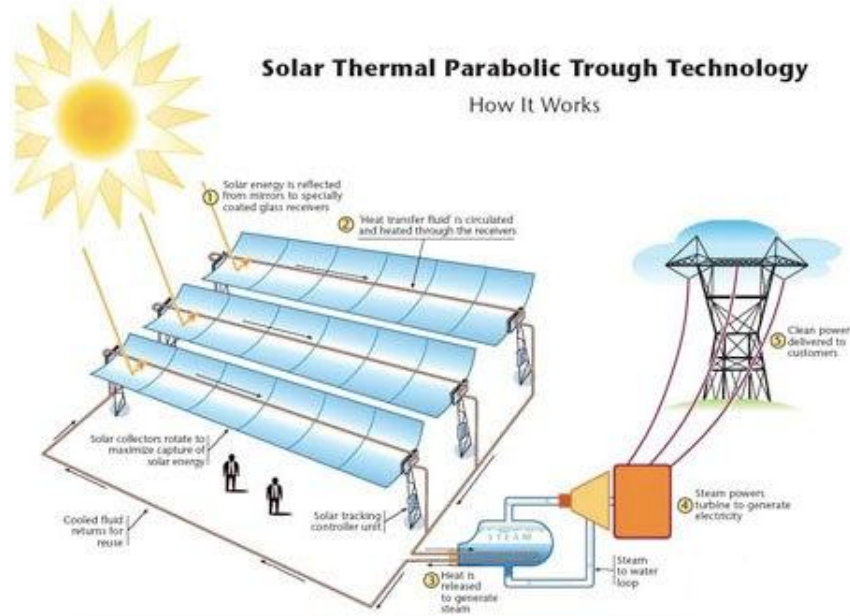 Solar Thermal Parabolic Trough Technology
How It Works
1
Solar energy is reflected
from mirrors to specially
coated glass receivers
2
'Heat transfer fluid' is circulated
and heated through the receivers
5
Clean power
delivered to
customers
Solar collectors rotate to
maximize capture of
solar energy
Cooled fluid
returns for
reuse
Solar tracking
controller unit
STEAM
4
Steam powers
turbine to generate
electricity
3
Heat is
released
to generate
steam
Steam
to water
loop